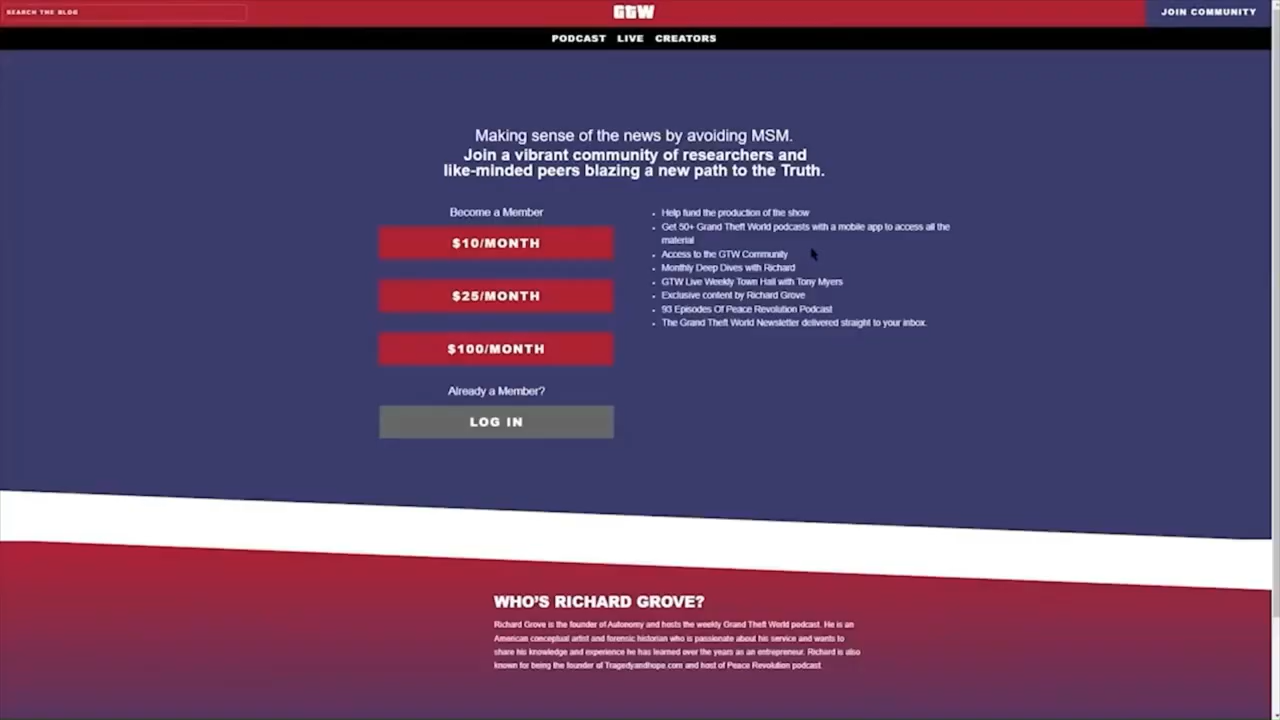 SEARCH THE BLOG
GTW
JOIN COMMUNITY
PODCAST LIVE CREATORS
Making sense of the news by avoiding MSM.
Join a vibrant community of researchers and
like-minded peers blazing a new path to the Truth.
Become a Member
$10/MONTH
$25/MONTH
$100/MONTH
Already a Member?
LOG IN
Help fund the production of the show
Get 50+ Grand Theft World podcasts with a mobile app to access all the
material
Access to the GTW Community
Monthly Deep Dives with Richard
GTW Live Weekly Town Hall with Tony Myers
Exclusive content by Richard Grove
93 Episodes Of Peace Revolution Podcast
The Grand Theft World Newsletter delivered straight to your inbox.
WHO'S RICHARD GROVE?
Richard Grove is the founder of Autonomy and hosts the weekly Grand Theft World podcast. He is an
American conceptual artist and forensic historian who is passionate about his service and wants to
share his knowledge and experience he has learned over the years as an entrepreneur. Richard is also
known for being the founder of Tragedyandhope.com and host of Peace Revolution podcast.